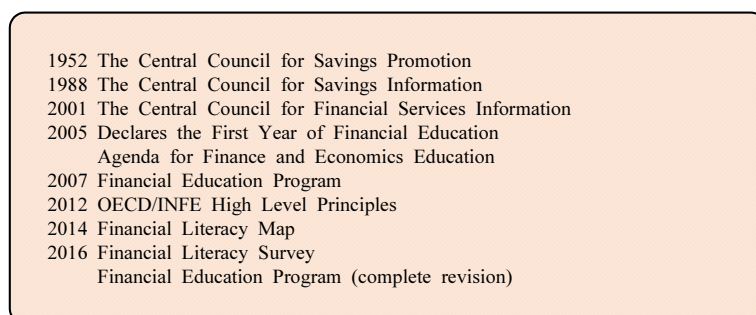 1952 The Central Council for Savings Promotion
1988 The Central Council for Savings Information
2001 The Central Council for Financial Services Information
2005 Declares the First Year of Financial Education
Agenda for Finance and Economics Education
2007 Financial Education Program
2012 OECD/INFE High Level Principles
2014 Financial Literacy Map
2016 Financial Literacy Survey
Financial Education Program (complete revision)